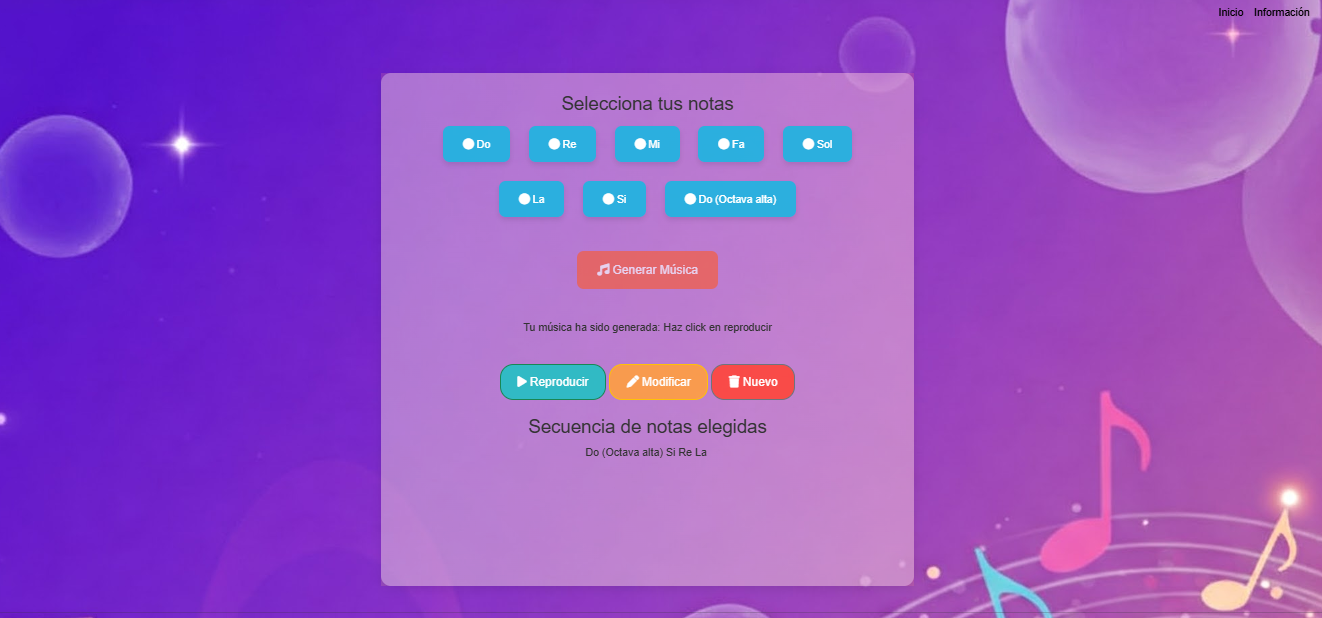 Inicio Información
Selecciona tus notas
Do Re Mi Fa Sol
La Si Do (Octava alta)
Generar Música
Tu música ha sido generada: Haz click en reproducir
Reproducir Modificar Nuevo
Secuencia de notas elegidas
Do (Octava alta) Si Re La